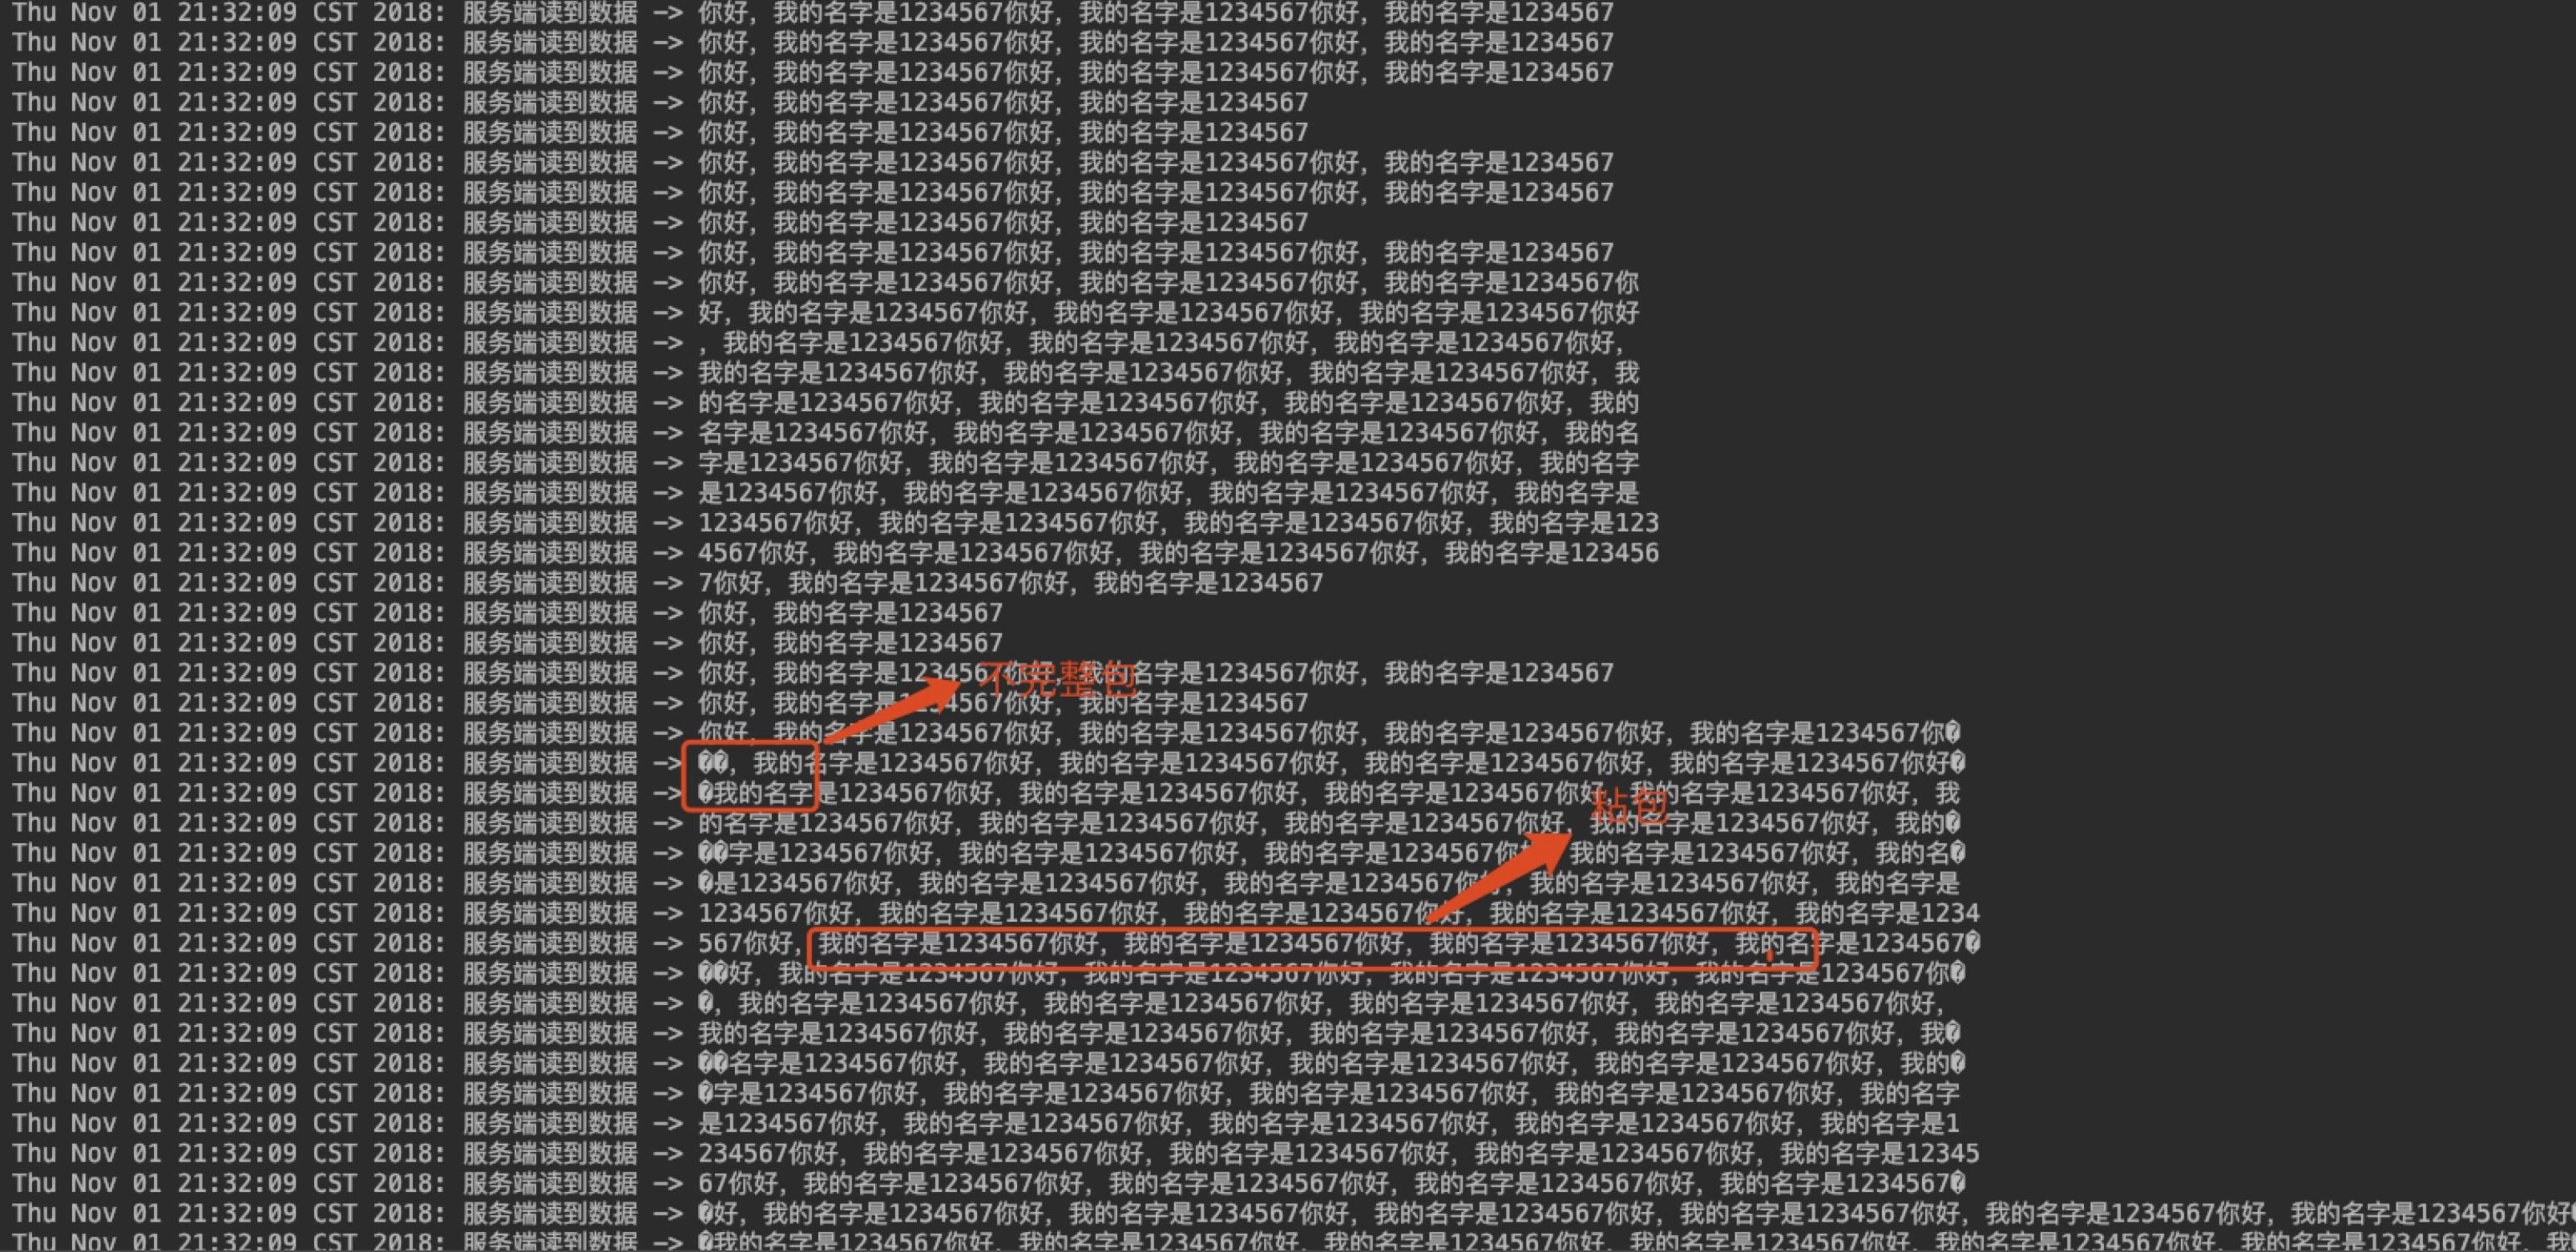 Thu Nov 01 21:32:09 CST 2018: 服务端读到数据 -> 你好, 我的名字是1234567你好, 我的名字是1234567你好, 我的名字是1234567
Thu Nov 01 21:32:09 CST 2018: 服务端读到数据 -> 你好, 我的名字是1234567你好, 我的名字是1234567你好, 我的名字是1234567
Thu Nov 01 21:32:09 CST 2018: 服务端读到数据 -> 你好, 我的名字是1234567你好, 我的名字是1234567你好, 我的名字是1234567
Thu Nov 01 21:32:09 CST 2018: 服务端读到数据 -> 你好, 我的名字是1234567你好, 我的名字是1234567
Thu Nov 01 21:32:09 CST 2018: 服务端读到数据 -> 你好, 我的名字是1234567你好, 我的名字是1234567
Thu Nov 01 21:32:09 CST 2018: 服务端读到数据 -> 你好, 我的名字是1234567你好, 我的名字是1234567你好, 我的名字是1234567
Thu Nov 01 21:32:09 CST 2018: 服务端读到数据 -> 你好, 我的名字是1234567你好, 我的名字是1234567你好, 我的名字是1234567
Thu Nov 01 21:32:09 CST 2018: 服务端读到数据 -> 你好, 我的名字是1234567你好, 我的名字是1234567
Thu Nov 01 21:32:09 CST 2018: 服务端读到数据 -> 你好, 我的名字是1234567你好, 我的名字是1234567你好, 我的名字是1234567
Thu Nov 01 21:32:09 CST 2018: 服务端读到数据 -> 你好, 我的名字是1234567你好, 我的名字是1234567你好, 我的名字是1234567你
Thu Nov 01 21:32:09 CST 2018: 服务端读到数据 -> 好, 我的名字是1234567你好, 我的名字是1234567你好, 我的名字是1234567你好
Thu Nov 01 21:32:09 CST 2018: 服务端读到数据 -> , 我的名字是1234567你好, 我的名字是1234567你好, 我的名字是1234567你好,
Thu Nov 01 21:32:09 CST 2018: 服务端读到数据 -> 我的名字是1234567你好, 我的名字是1234567你好, 我的名字是1234567你好, 我
Thu Nov 01 21:32:09 CST 2018: 服务端读到数据 -> 的名字是1234567你好, 我的名字是1234567你好, 我的名字是1234567你好, 我的
Thu Nov 01 21:32:09 CST 2018: 服务端读到数据 -> 名字是1234567你好, 我的名字是1234567你好, 我的名字是1234567你好, 我的名
Thu Nov 01 21:32:09 CST 2018: 服务端读到数据 -> 字是1234567你好, 我的名字是1234567你好, 我的名字是1234567你好, 我的名字
Thu Nov 01 21:32:09 CST 2018: 服务端读到数据 -> 是1234567你好, 我的名字是1234567你好, 我的名字是1234567你好, 我的名字是
Thu Nov 01 21:32:09 CST 2018: 服务端读到数据 -> 1234567你好, 我的名字是1234567你好, 我的名字是1234567你好, 我的名字是123
Thu Nov 01 21:32:09 CST 2018: 服务端读到数据 -> 4567你好, 我的名字是1234567你好, 我的名字是1234567你好, 我的名字是123456
Thu Nov 01 21:32:09 CST 2018: 服务端读到数据 -> 7你好, 我的名字是1234567你好, 我的名字是1234567
Thu Nov 01 21:32:09 CST 2018: 服务端读到数据 -> 你好, 我的名字是1234567
Thu Nov 01 21:32:09 CST 2018: 服务端读到数据 -> 你好, 我的名字是1234567
Thu Nov 01 21:32:09 CST 2018: 服务端读到数据 -> 你好, 我的名字是1234567你好, 我的名字是1234567你好, 我的名字是1234567
不完整包
Thu Nov 01 21:32:09 CST 2018: 服务端读到数据 -> 你好, 我的名字是1234567你好, 我的名字是1234567
Thu Nov 01 21:32:09 CST 2018: 服务端读到数据 -> 你好, 我的名字是1234567你好, 我的名字是1234567你好, 我的名字是1234567你好, 我的名字是1234567你�
Thu Nov 01 21:32:09 CST 2018: 服务端读到数据 -> ��, 我的名字是1234567你好, 我的名字是1234567你好, 我的名字是1234567你好, 我的名字是1234567你好�
Thu Nov 01 21:32:09 CST 2018: 服务端读到数据 -> �我的名字是1234567你好, 我的名字是1234567你好, 我的名字是1234567你好, 我的名字是1234567你好, 我
粘包
Thu Nov 01 21:32:09 CST 2018: 服务端读到数据 -> 的名字是1234567你好, 我的名字是1234567你好, 我的名字是1234567你好, 我的名字是1234567你好, 我的�
Thu Nov 01 21:32:09 CST 2018: 服务端读到数据 -> ��字是1234567你好, 我的名字是1234567你好, 我的名字是1234567你好, 我的名字是1234567你好, 我的名�
Thu Nov 01 21:32:09 CST 2018: 服务端读到数据 -> �是1234567你好, 我的名字是1234567你好, 我的名字是1234567你好, 我的名字是1234567你好, 我的名字是
Thu Nov 01 21:32:09 CST 2018: 服务端读到数据 -> 1234567你好, 我的名字是1234567你好, 我的名字是1234567你好, 我的名字是1234567你好, 我的名字是1234
Thu Nov 01 21:32:09 CST 2018: 服务端读到数据 -> 567你好, 我的名字是1234567你好, 我的名字是1234567你好, 我的名字是1234567你好, 我的名字是1234567�
Thu Nov 01 21:32:09 CST 2018: 服务端读到数据 -> ��好, 我的名字是1234567你好, 我的名字是1234567你好, 我的名字是1234567你好, 我的名字是1234567你�
Thu Nov 01 21:32:09 CST 2018: 服务端读到数据 -> �, 我的名字是1234567你好, 我的名字是1234567你好, 我的名字是1234567你好, 我的名字是1234567你好,
Thu Nov 01 21:32:09 CST 2018: 服务端读到数据 -> 我的名字是1234567你好, 我的名字是1234567你好, 我的名字是1234567你好, 我的名字是1234567你好, 我�
Thu Nov 01 21:32:09 CST 2018: 服务端读到数据 -> ��名字是1234567你好, 我的名字是1234567你好, 我的名字是1234567你好, 我的名字是1234567你好, 我的�
Thu Nov 01 21:32:09 CST 2018: 服务端读到数据 -> �字是1234567你好, 我的名字是1234567你好, 我的名字是1234567你好, 我的名字是1234567你好, 我的名字
Thu Nov 01 21:32:09 CST 2018: 服务端读到数据 -> 是1234567你好, 我的名字是1234567你好, 我的名字是1234567你好, 我的名字是1234567你好, 我的名字是1
Thu Nov 01 21:32:09 CST 2018: 服务端读到数据 -> 234567你好, 我的名字是1234567你好, 我的名字是1234567你好, 我的名字是1234567你好, 我的名字是12345
Thu Nov 01 21:32:09 CST 2018: 服务端读到数据 -> 67你好, 我的名字是1234567你好, 我的名字是1234567你好, 我的名字是1234567你好, 我的名字是1234567�
Thu Nov 01 21:32:09 CST 2018: 服务端读到数据 -> �好, 我的名字是1234567你好, 我的名字是1234567你好, 我的名字是1234567你好, 我的名字是1234567你好, 我的名字是1234567你好, 我的名字是1234567你好
Thu Nov 01 21:32:09 CST 2018: 服务端读到数据 -> �我的名字是1234567你好, 我的名字是1234567你好, 我的名字是1234567你好, 我的名字是1234567你好, 我的名字是1234567你好, 我的名字是1234567你好, 我